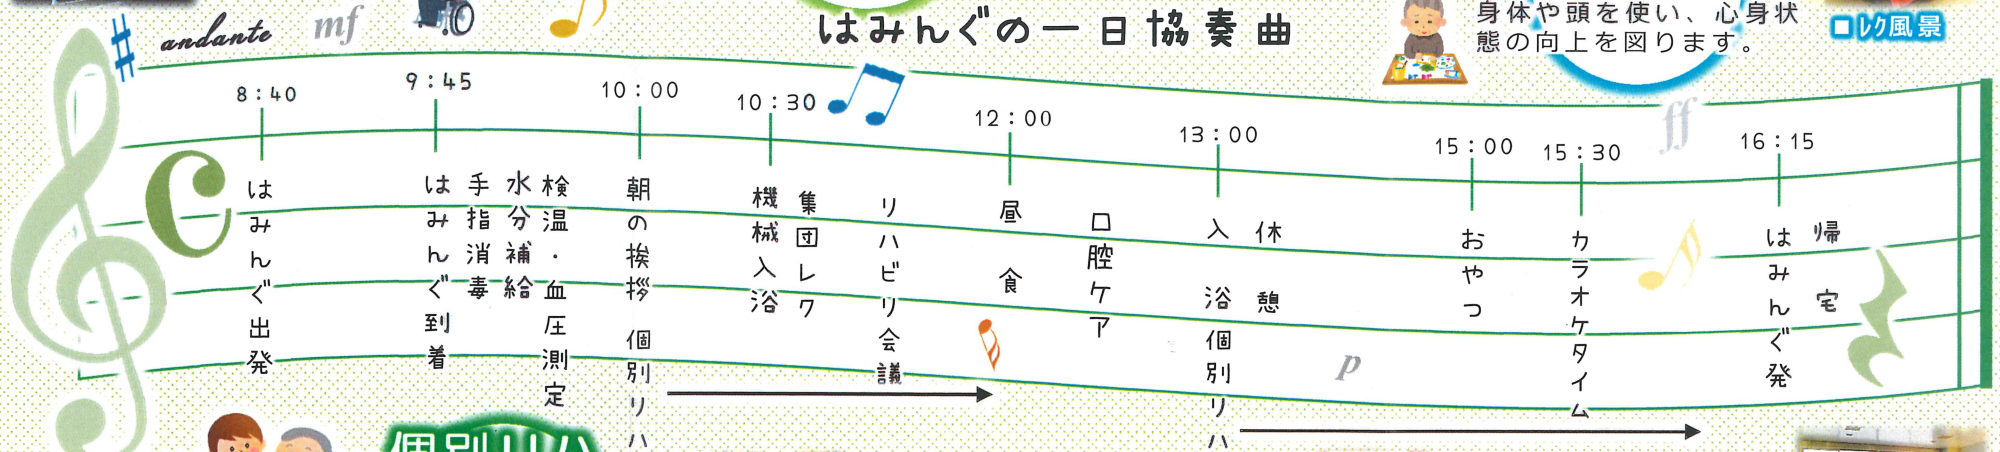 andante
mf
はみんぐの一日協奏曲
身体や頭を使い、心身状
態の向上を図ります。
ロレク風景
8：40
はみんぐ出発
9：45
はみんぐ到着
手指消毒
水分補給
検温・血圧測定
10：00
朝の挨拶
個別リハ
10：30
機械入浴
集団レク
リハビリ会議
12：00
昼食
口腔ケア
13：00
入浴
個別リハ
休憩
p
15：00
おやつ
15：30
カラオケタイム
ff
16：15
はみんぐ発
帰宅
個別リハ